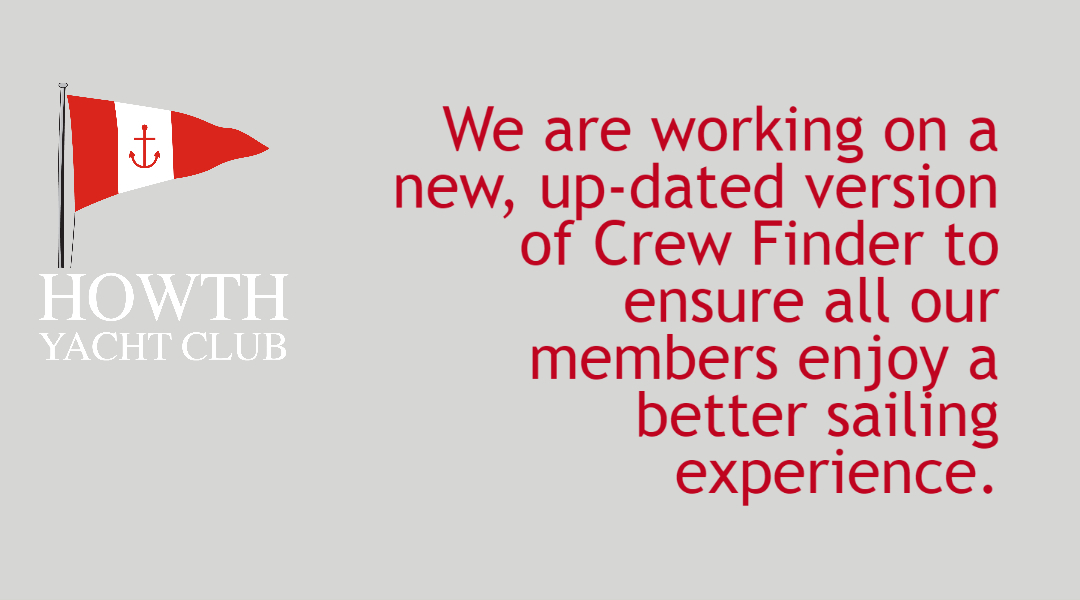 HOWTH
YACHT CLUB
We are working on a
new, up-dated version
of Crew Finder to
ensure all our
members enjoy a
better sailing
experience.